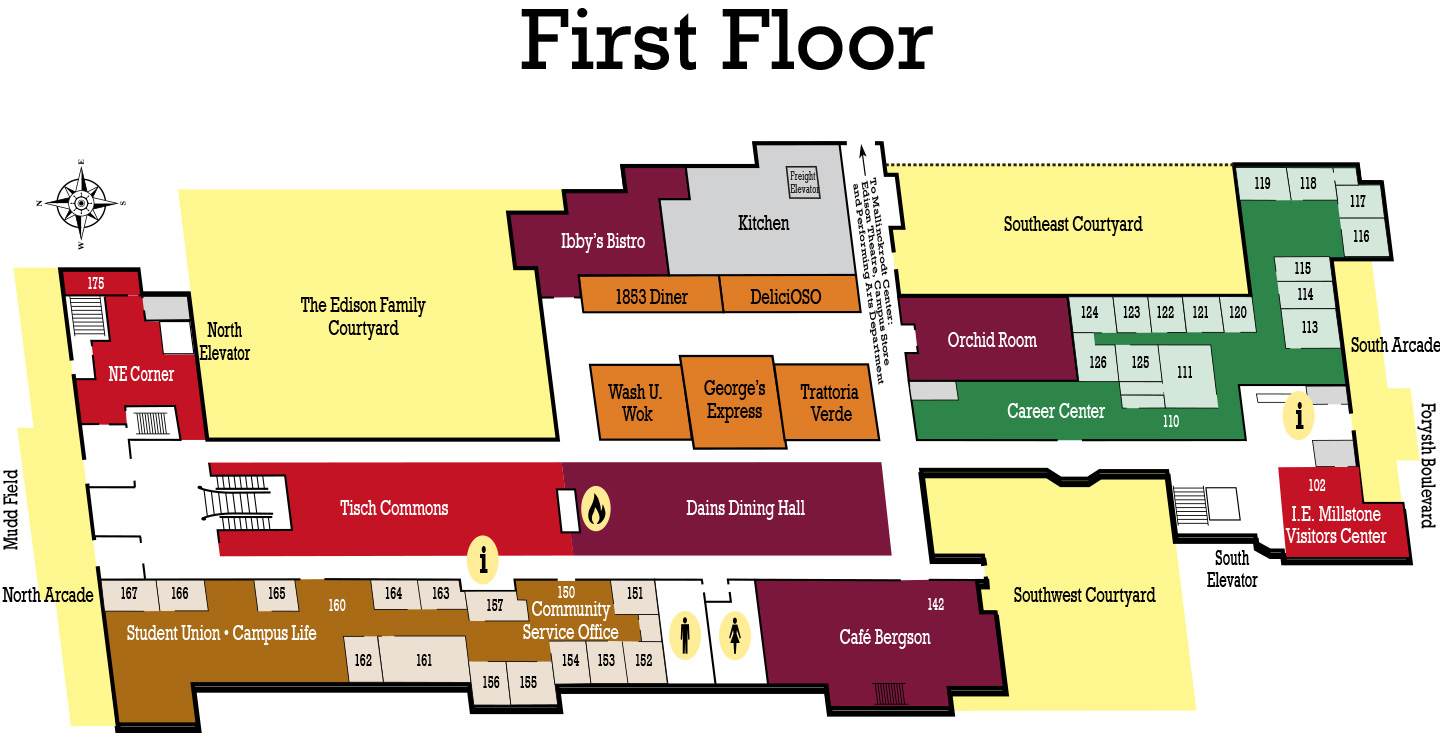 First Floor
E
N
S
W
To Mallinckrodt Center:
Edison Theatre, Campus Store
and Performing Arts Department
Freight
Elevator
Kitchen
Ibby's Bistro
1853 Diner
DeliciOSO
The Edison Family
Courtyard
North
Elevator
175
NE Corner
Wash U.
Wok
George's
Express
Trattoria
Verde
Southeast Courtyard
119
118
117
116
115
114
113
Orchid Room
124
123
122
121
120
126
125
111
Career Center
110
South Arcade
i
Forysth Boulevard
102
I.E. Millstone
Visitors Center
South
Elevator
Tisch Commons
Dains Dining Hall
Mudd Field
North Arcade
i
167
166
165
160
164
163
157
150
151
Student Union • Campus Life
Community
Service Office
162
161
156
155
154
153
152
142
Café Bergson
Southwest Courtyard